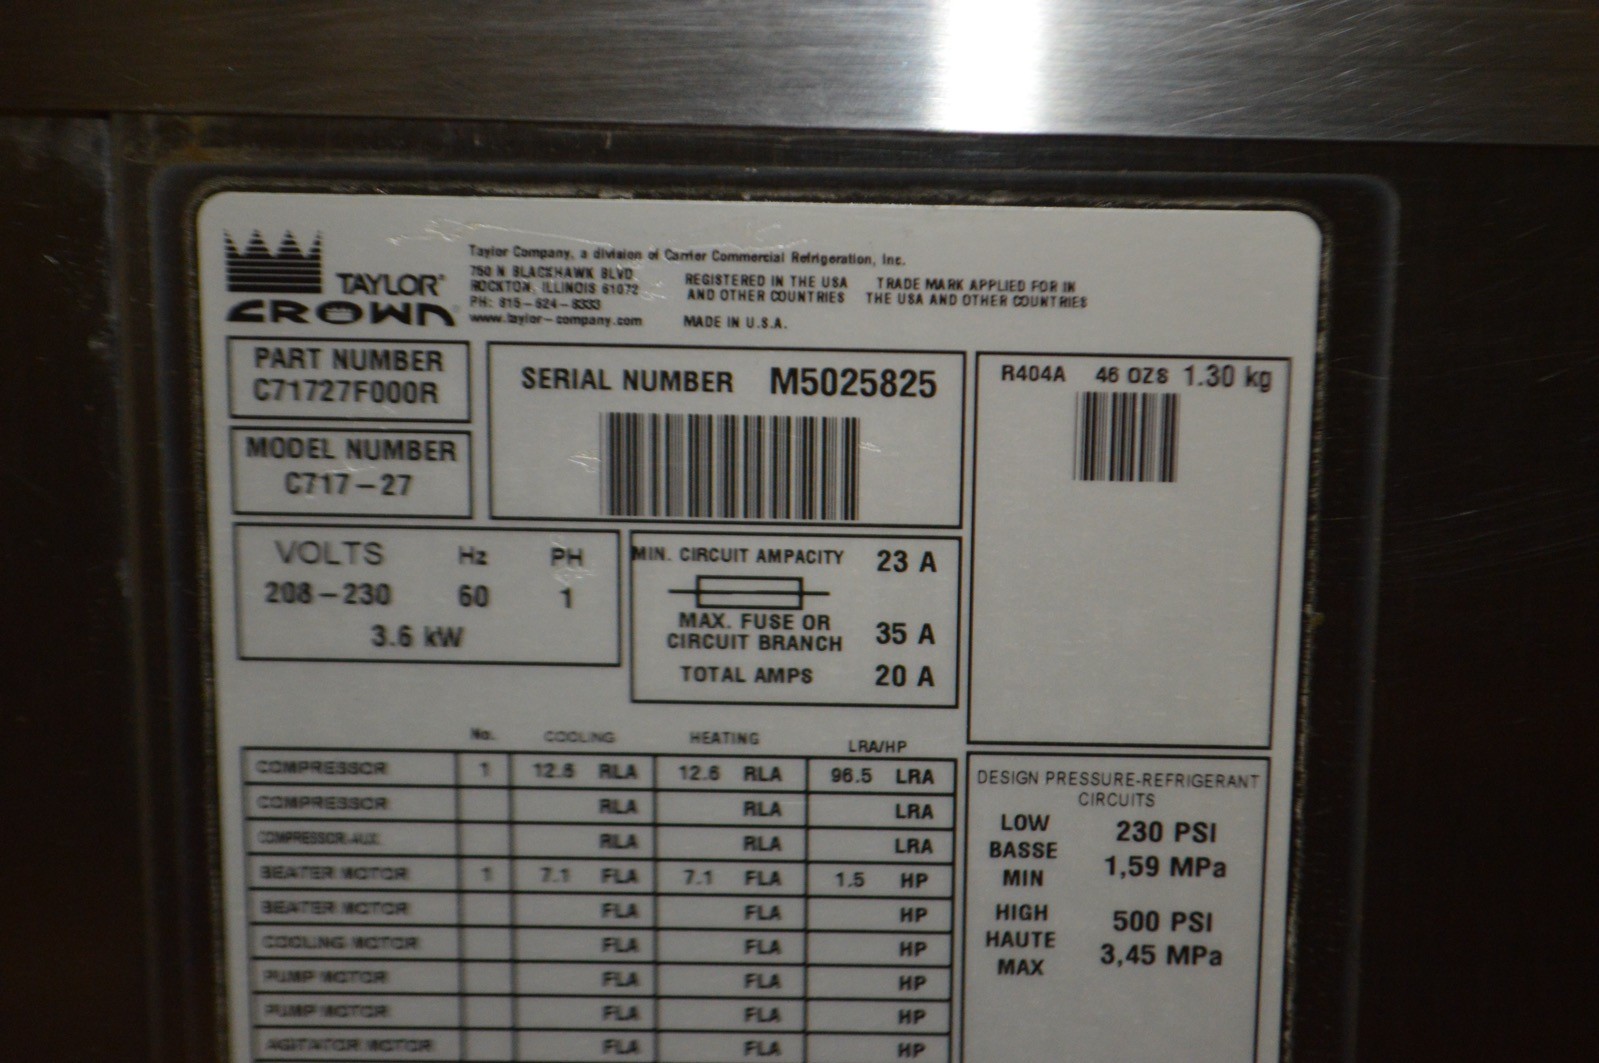 TAYLOR®
CROWN®
Taylor Company, a division of Carrier Commercial Refrigeration, Inc.
750 N BLACKHAWK BLVD.
ROCKTON, ILLINOIS 61072
PH: 815-624-8333
www.taylor-company.com
REGISTERED IN THE USA
AND OTHER COUNTRIES
TRADE MARK APPLIED FOR IN
THE USA AND OTHER COUNTRIES
MADE IN U.S.A.
PART NUMBER
C71727F000R
MODEL NUMBER
C717-27
SERIAL NUMBER M5025825
R404A 46 OZS 1.30 kg
VOLTS Hz PH
208-230 60 1
3.6 kW
MIN. CIRCUIT AMPACITY 23 A
MAX. FUSE OR
CIRCUIT BRANCH 35 A
TOTAL AMPS 20 A
No. COOLING HEATING LRA/HP
COMPRESSOR 1 12.6 RLA 12.6 RLA 96.5 LRA
COMPRESSOR RLA RLA LRA
COMPRESSOR-AUX. RLA RLA LRA
BEATER MOTOR 1 7.1 FLA 7.1 FLA 1.5 HP
BEATER MOTOR FLA FLA HP
COOLING MOTOR FLA FLA HP
PUMP MOTOR FLA FLA HP
PUMP MOTOR FLA FLA HP
AGITATOR MOTOR FLA FLA HP
DESIGN PRESSURE-REFRIGERANT
CIRCUITS
LOW
BASSE
MIN
230 PSI
1,59 MPa
HIGH
HAUTE
MAX
500 PSI
3,45 MPa